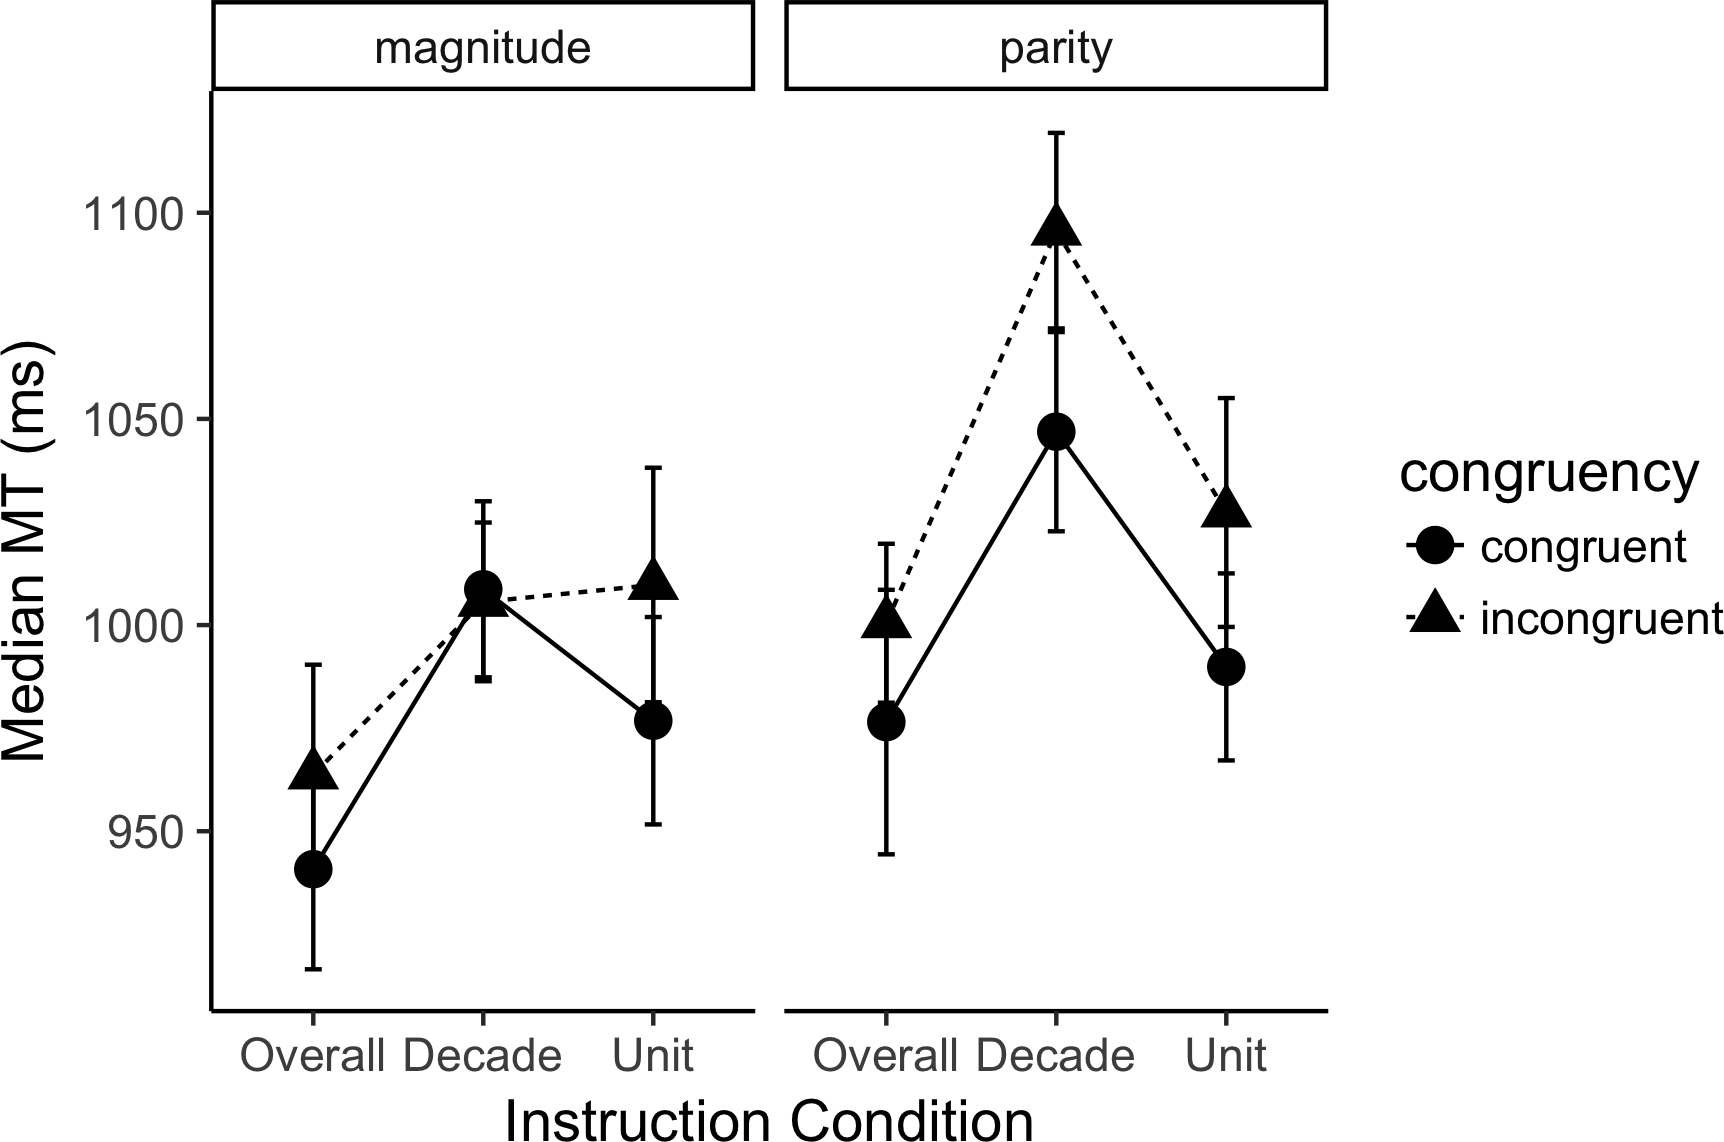 magnitude
parity
Median MT (ms)
1100
1050
1000
950
Overall Decade Unit
Overall Decade Unit
Instruction Condition
congruency
congruent
incongruent